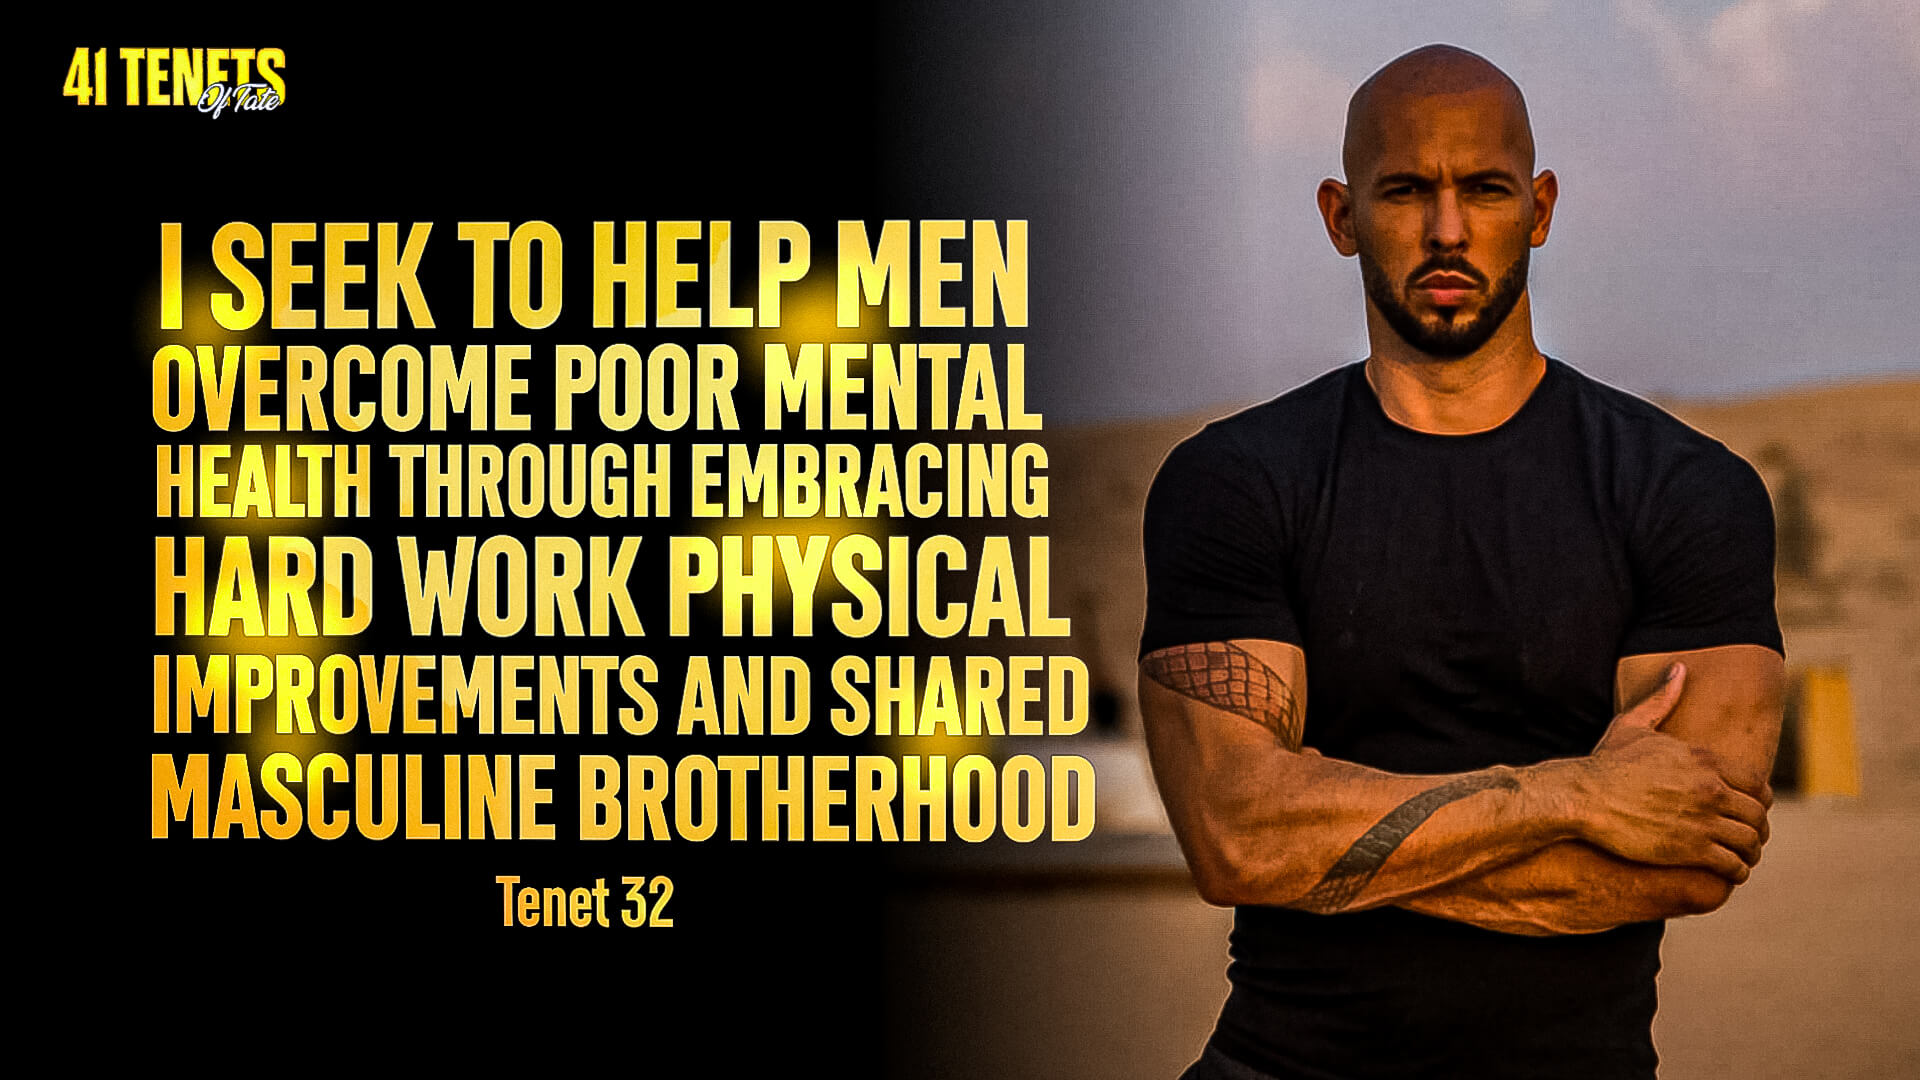 41 TENETS
Of Tate
I SEEK TO HELP MEN
OVERCOME POOR MENTAL
HEALTH THROUGH EMBRACING
HARD WORK PHYSICAL
IMPROVEMENTS AND SHARED
MASCULINE BROTHERHOOD
Tenet 32